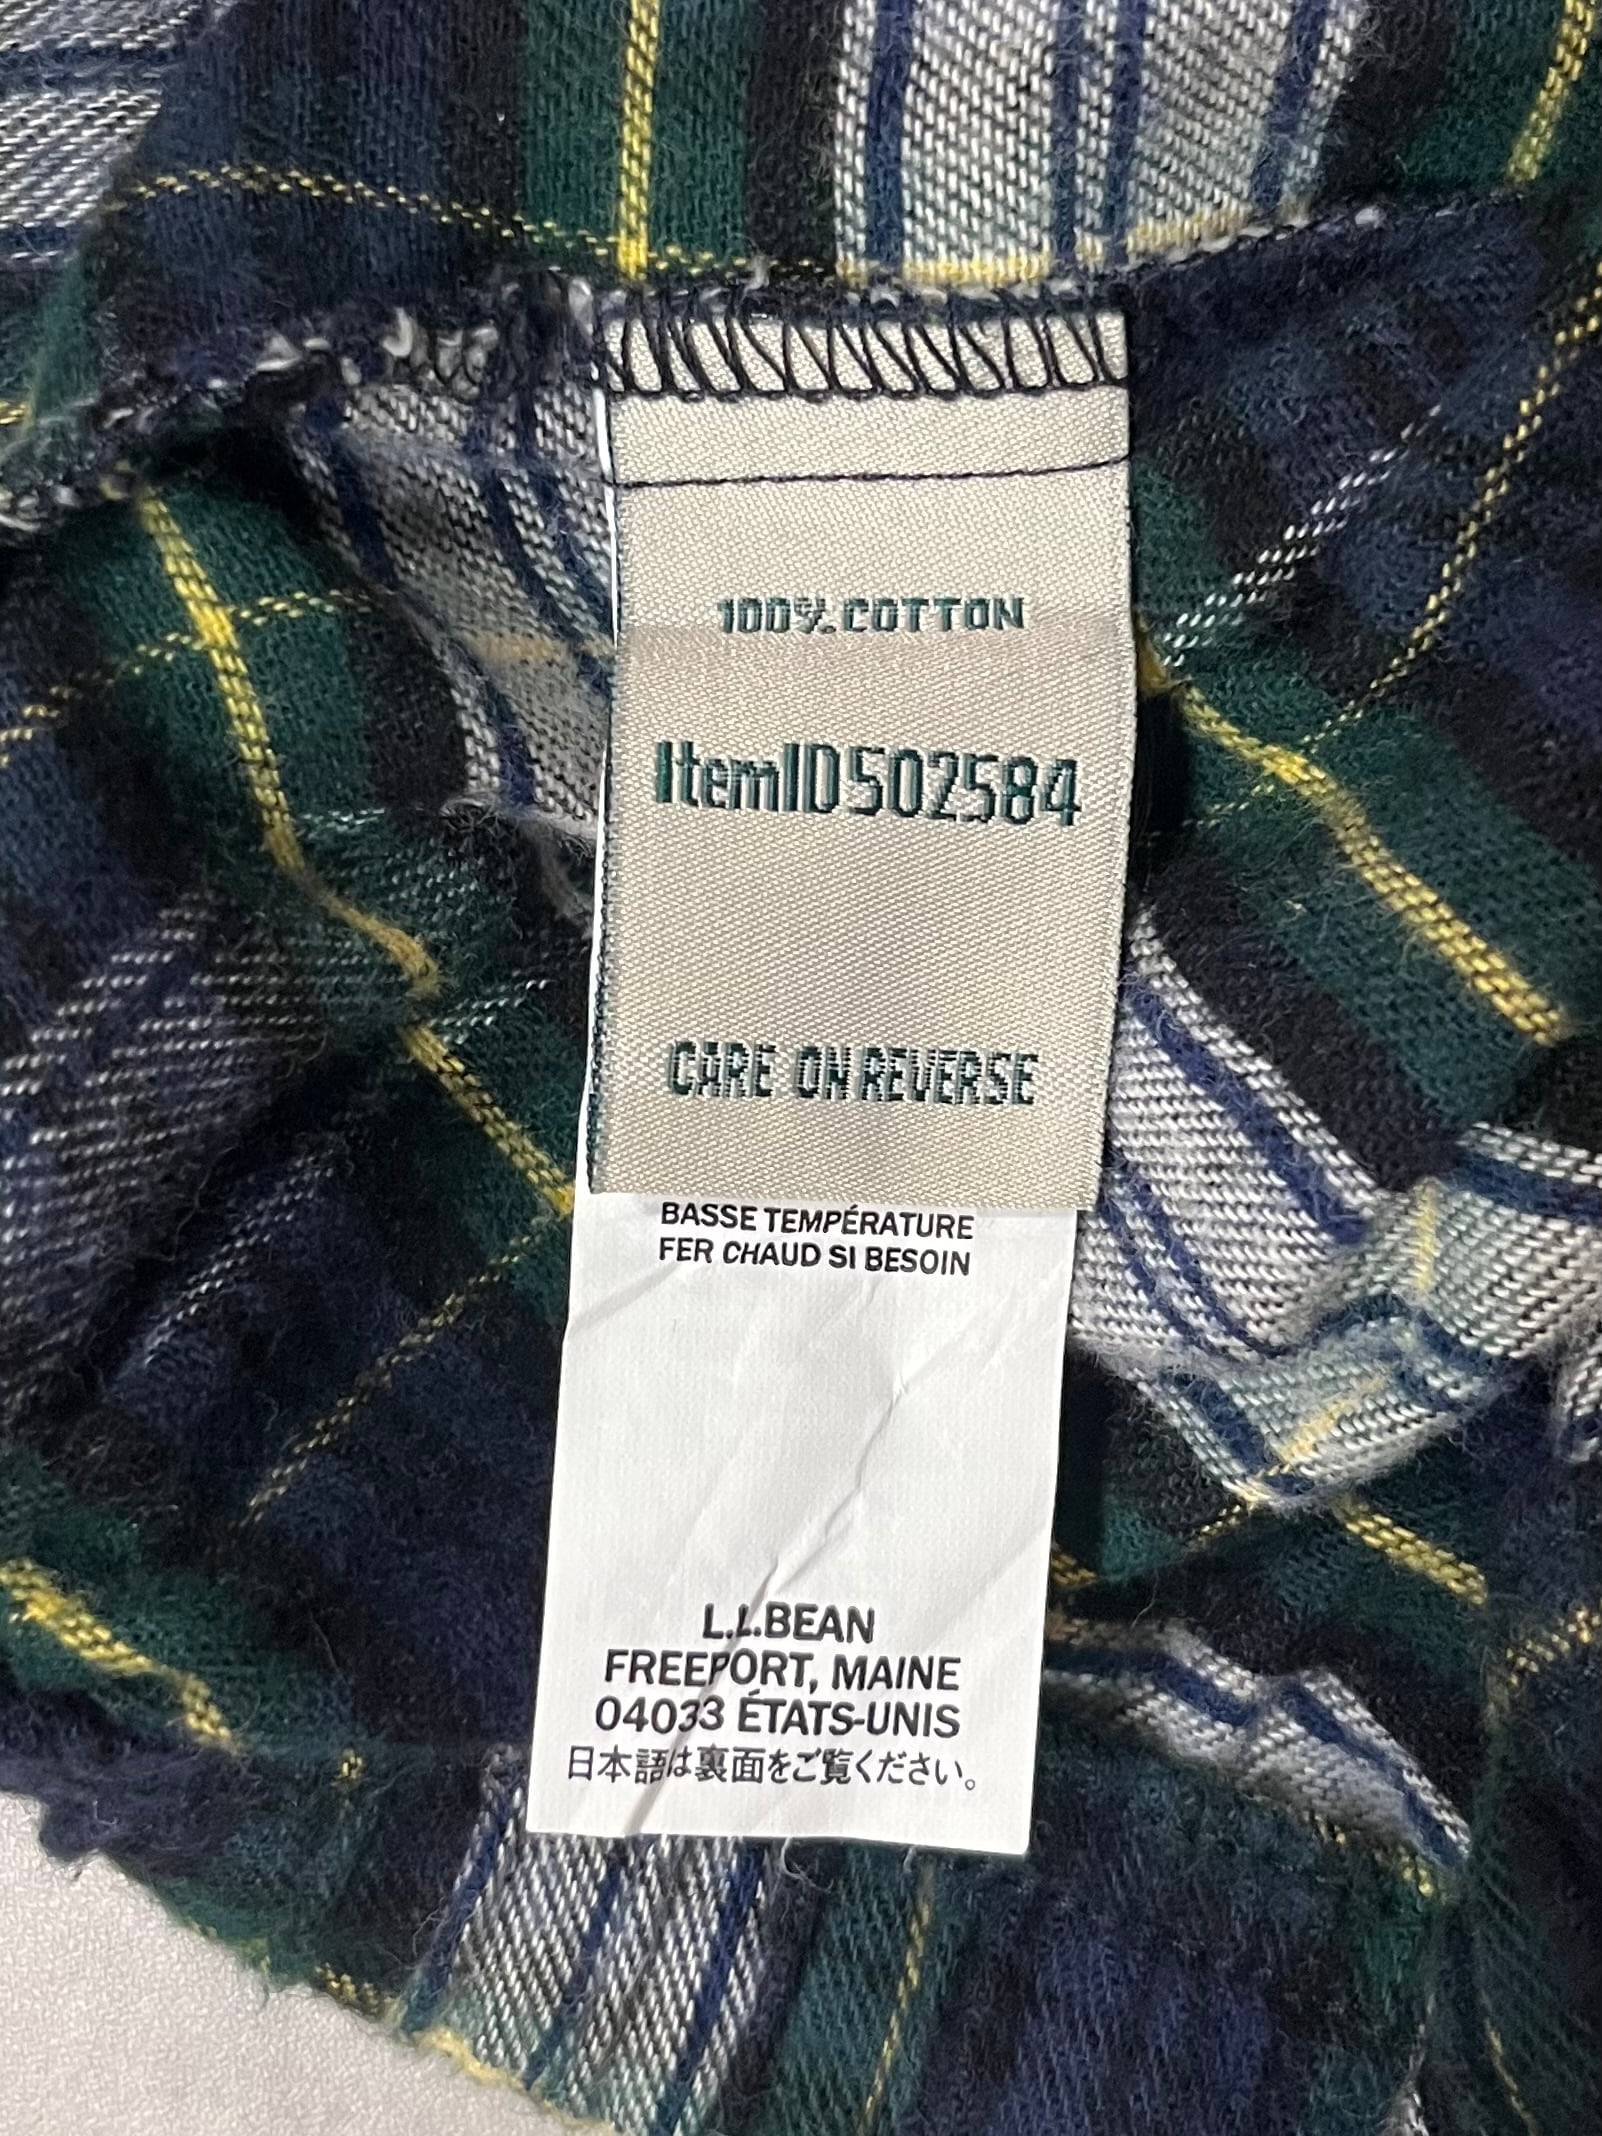 100% COTTON
ItemID502584
CARE ON REVERSE
BASSE TEMPÉRATURE
FER CHAUD SI BESOIN
L.L.BEAN
FREEPORT, MAINE
04033 ÉTATS-UNIS
日本語は裏面をご覧ください。